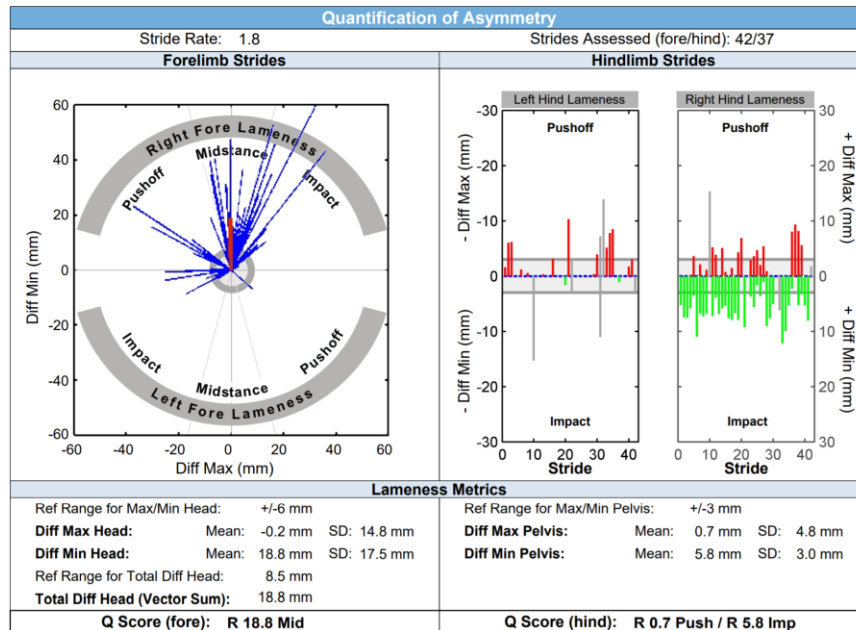 Quantification of Asymmetry
Stride Rate: 1.8
Strides Assessed (fore/hind): 42/37
Forelimb Strides
Hindlimb Strides
60
40
20
0
-20
-40
-60
Diff Min (mm)
Right Fore Lameness
Pushoff
Midstance
Impact
Impact
Midstance
Pushoff
Left Fore Lameness
-60 -40 -20 0 20 40 60
Diff Max (mm)
Left Hind Lameness
Right Hind Lameness
Pushoff
Pushoff
-30
-20
-10
0
-10
-20
-30
- Diff Max (mm)
- Diff Min (mm)
30
20
10
0
10
20
30
+ Diff Max (mm)
+ Diff Min (mm)
Impact
Impact
0 10 20 30 40
0 10 20 30 40
Stride
Stride
Lameness Metrics
Ref Range for Max/Min Head: +/-6 mm
Diff Max Head: Mean: -0.2 mm SD: 14.8 mm
Diff Min Head: Mean: 18.8 mm SD: 17.5 mm
Ref Range for Total Diff Head: 8.5 mm
Total Diff Head (Vector Sum): 18.8 mm
Ref Range for Max/Min Pelvis: +/-3 mm
Diff Max Pelvis: Mean: 0.7 mm SD: 4.8 mm
Diff Min Pelvis: Mean: 5.8 mm SD: 3.0 mm
Q Score (fore): R 18.8 Mid
Q Score (hind): R 0.7 Push / R 5.8 Imp